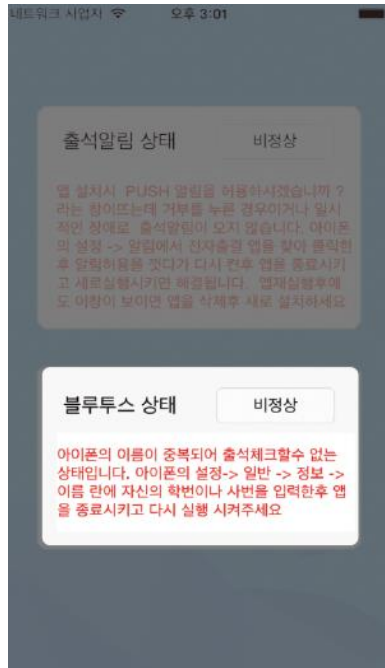 네트워크 사업자
오후 3:01
출석알림 상태
비정상
앱 설치시 PUSH 알림을 허용하시겠습니까 ?
라는 창이뜨는데 거부를 누른 경우이거나 일시
적인 장애로 출석알림이 오지 않습니다. 아이폰
의 설정 -> 알림에서 전자출결 앱을 찾아 클릭한
후 알림허용을 껏다가 다시 켠후 앱을 종료시키
고 새로실행시키면 해결됩니다. 앱재실행후에
도 이창이 보이면 앱을 삭제후 새로 설치하세요
블루투스 상태
비정상
아이폰의 이름이 중복되어 출석체크할수 없는
상태입니다. 아이폰의 설정-> 일반 -> 정보 ->
이름 란에 자신의 학번이나 사번을 입력한후 앱
을 종료시키고 다시 실행 시켜주세요